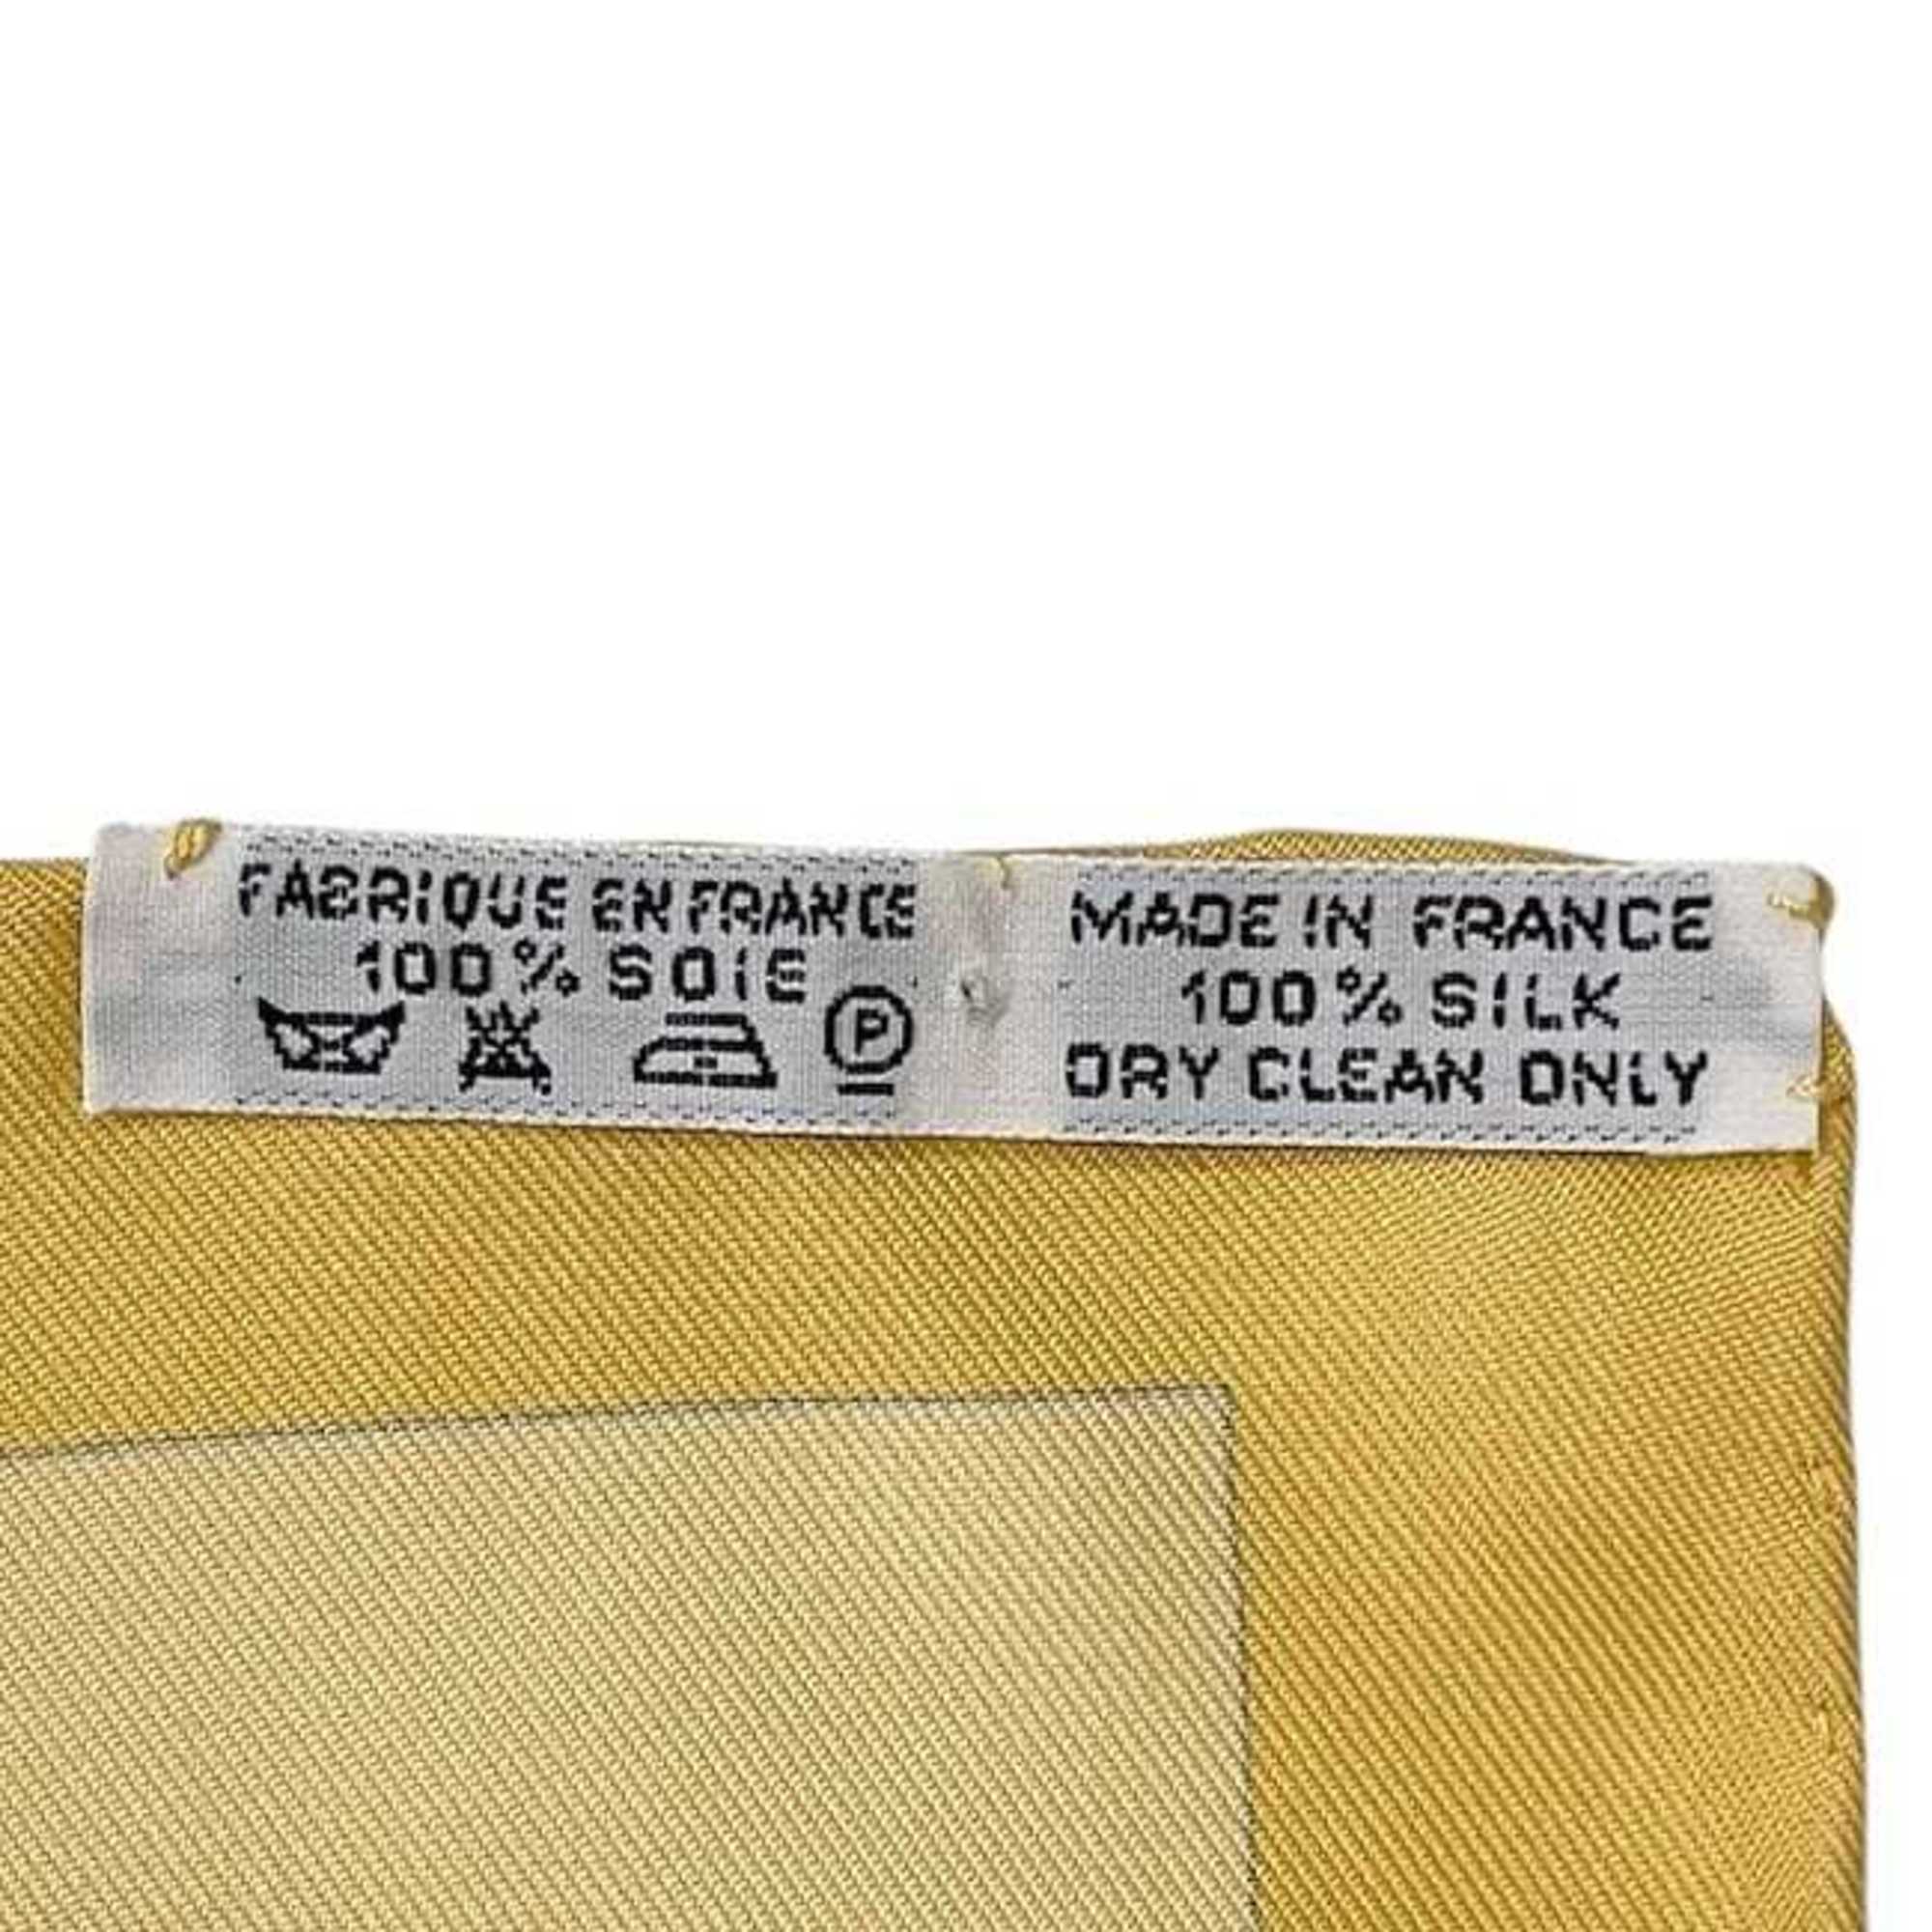 FABRIQUE EN FRANCE
100% SOIE
P
MADE IN FRANCE
100% SILK
DRY CLEAN ONLY